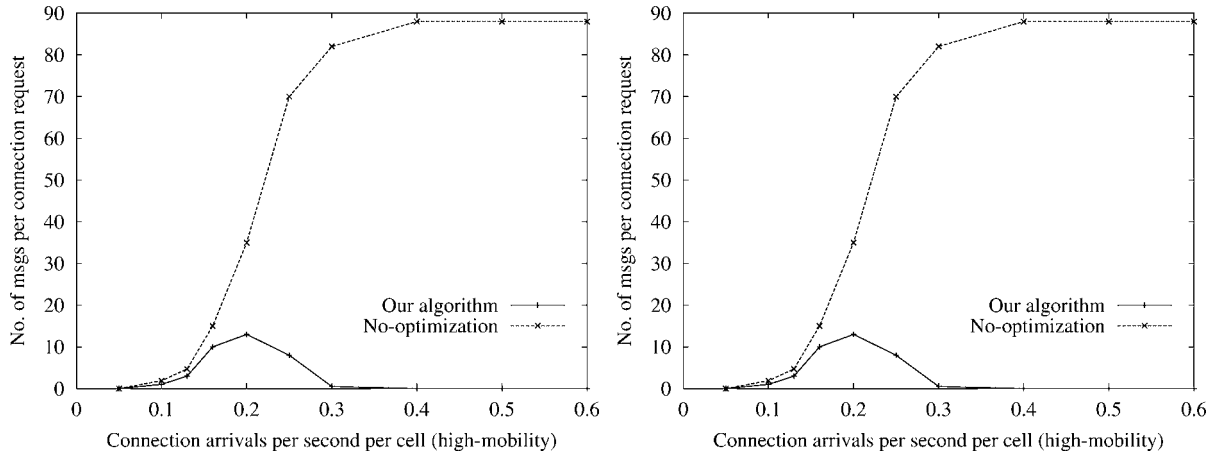 No. of msgs per connection request
90
80
70
60
50
40
30
20
10
0
Our algorithm
No-optimization
0 0.1 0.2 0.3 0.4 0.5 0.6
Connection arrivals per second per cell (high-mobility)
No. of msgs per connection request
90
80
70
60
50
40
30
20
10
0
Our algorithm
No-optimization
0 0.1 0.2 0.3 0.4 0.5 0.6
Connection arrivals per second per cell (high-mobility)